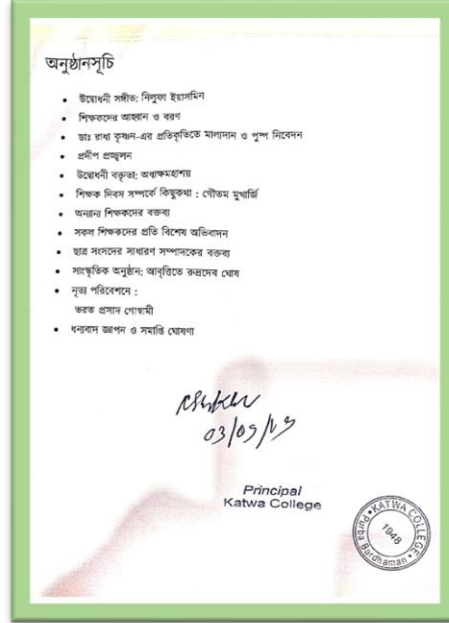 অনুষ্ঠানসূচি
• উদ্বোধনী সঙ্গীত: নিলুফা ইয়াসমিন
• শিক্ষকদের আহ্বান ও বরণ
• ডাঃ রাধা কৃষ্ণন-এর প্রতিকৃতিতে মাল্যদান ও পুষ্প নিবেদন
• প্রদীপ প্রজ্জ্বলন
• উদ্বোধনী বক্তৃতা: অধ্যক্ষমহাশয়
• শিক্ষক দিবস সম্পর্কে কিছুকথা : গৌতম মুখার্জি
• অন্যান্য শিক্ষকদের বক্তব্য
• সকল শিক্ষকদের প্রতি বিশেষ অভিবাদন
• ছাত্র সংসদের সাধারণ সম্পাদকের বক্তব্য
• সাংস্কৃতিক অনুষ্ঠান: আবৃত্তিতে রুদ্রদেব ঘোষ
• নৃত্য পরিবেশনে :
ভরত প্রসাদ গোস্বামী
• ধন্যবাদ জ্ঞাপন ও সমাপ্তি ঘোষণা
Principal
Katwa College
KATWA COLLEGE
1948
Purba Bardhaman